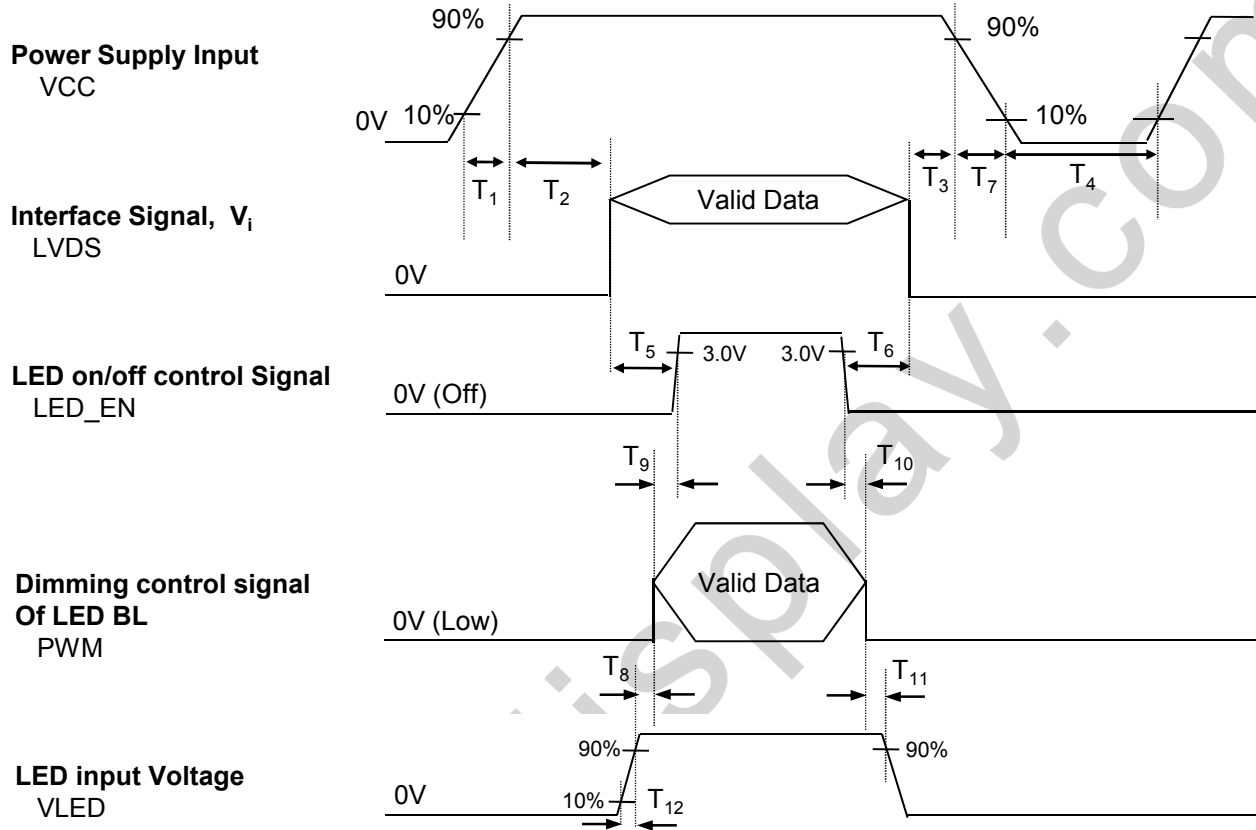 90%
90%
Power Supply Input
VCC
0V 10%
10%
T1 T2 T3 T7 T4
Interface Signal, Vi
LVDS
Valid Data
0V
LED on/off control Signal
LED_EN
T5 3.0V 3.0V T6
0V (Off)
T9 T10
Dimming control signal
Of LED BL
PWM
Valid Data
0V (Low)
T8 T11
LED input Voltage
VLED
90% 90%
0V
10% T12
isplay.com